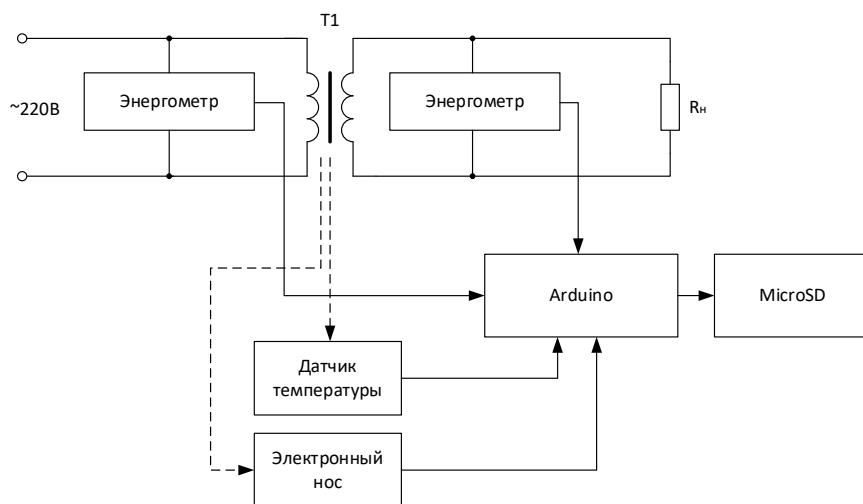 T1
Энергометр
Энергометр
~220В
Rн
Arduino
MicroSD
Датчик
температуры
Электронный
нос